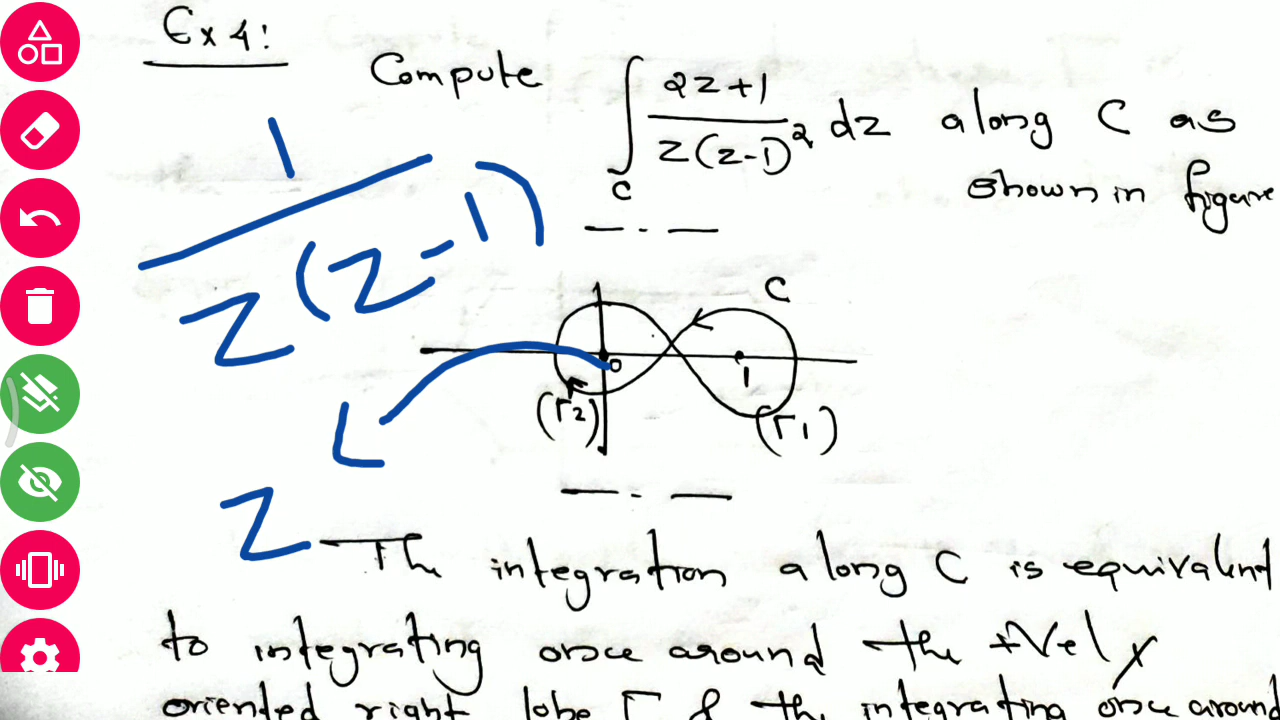 Ex 4:
Compute ∫_C (2z+1)/(z(z-1)²) dz along C as
shown in figure
1/(z(z-1))
C
0
1
(Γ2)
(Γ1)
z
The integration along C is equivalent
to integrating once around the +vely
oriented right lobe Γ & the integrating once around